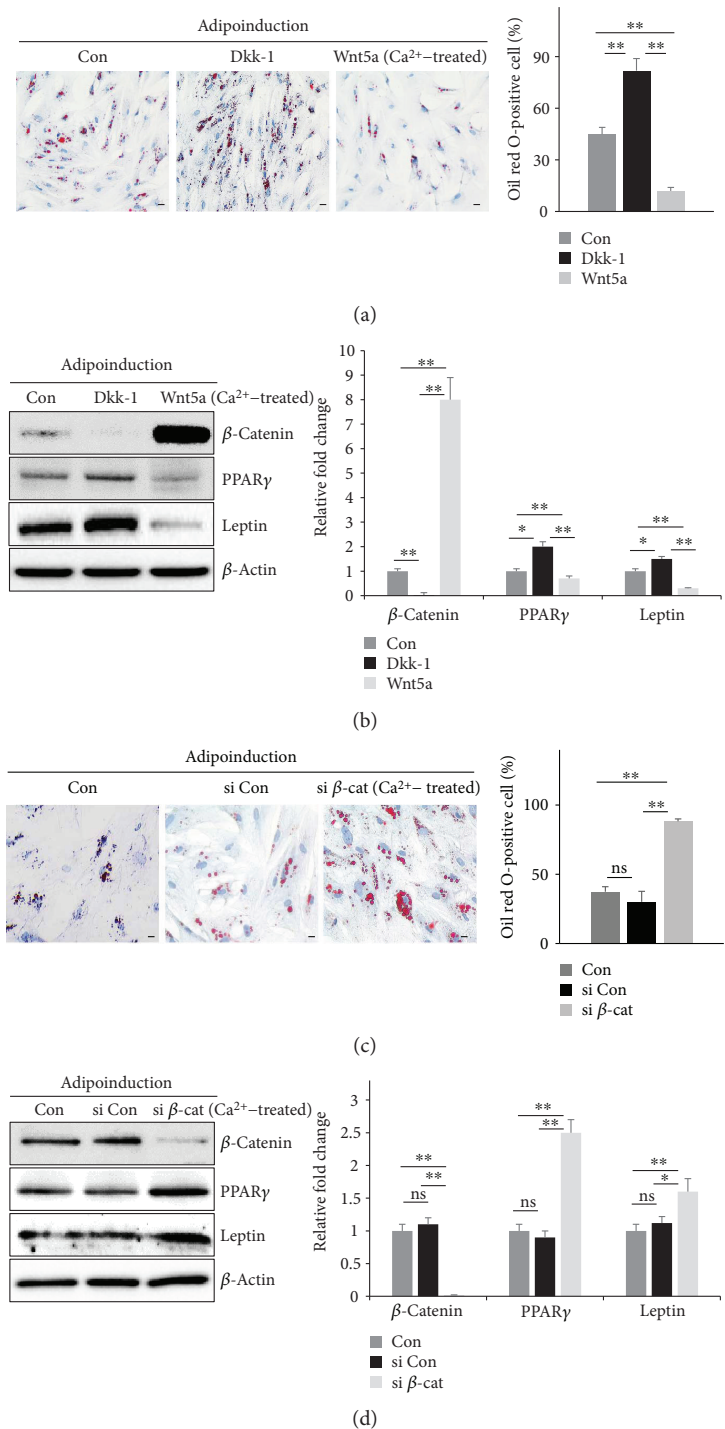 Adipoinduction
Con Dkk-1 Wnt5a (Ca²⁺–treated)
Oil red O-positive cell (%)
90
60
30
0
** ** **
Con
Dkk-1
Wnt5a
(a)
Adipoinduction
Con Dkk-1 Wnt5a (Ca²⁺–treated)
β-Catenin
PPARγ
Leptin
β-Actin
Relative fold change
10
9
8
7
6
5
4
3
2
1
0
** ** **
** * **
** * **
β-Catenin PPARγ Leptin
Con
Dkk-1
Wnt5a
(b)
Adipoinduction
Con si Con si β-cat (Ca²⁺– treated)
Oil red O-positive cell (%)
100
50
0
** ** ns
Con
si Con
si β-cat
(c)
Adipoinduction
Con si Con si β-cat (Ca²⁺–treated)
β-Catenin
PPARγ
Leptin
β-Actin
Relative fold change
3
2.5
2
1.5
1
0.5
0
** ** ns
** ** ns
** * ns
β-Catenin PPARγ Leptin
Con
si Con
si β-cat
(d)